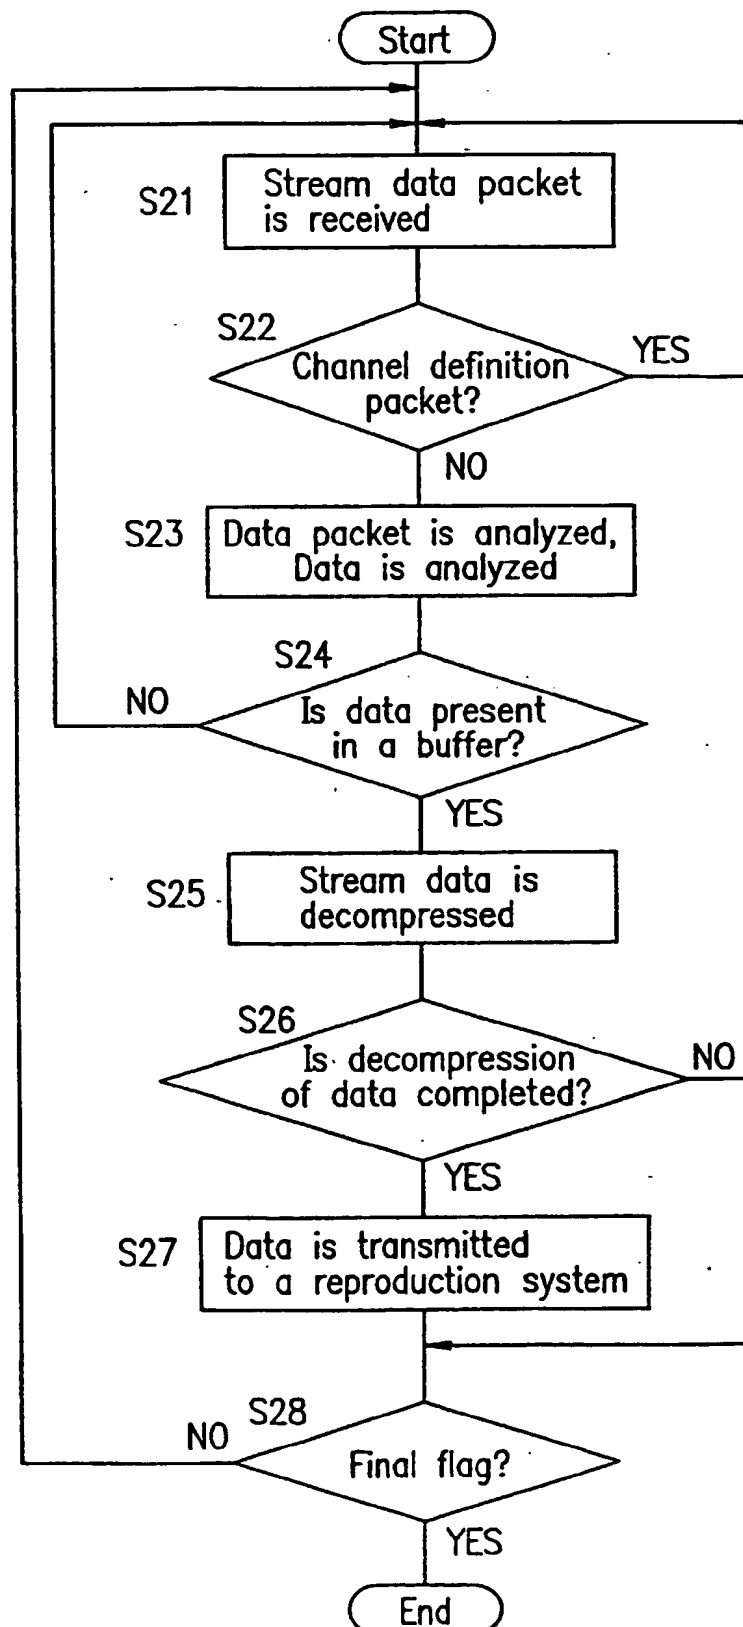 Start
S21
Stream data packet
is received
S22
Channel definition
packet?
YES
NO
S23
Data packet is analyzed,
Data is analyzed
S24
NO
Is data present
in a buffer?
YES
S25
Stream data is
decompressed
S26
Is decompression
of data completed?
NO
YES
S27
Data is transmitted
to a reproduction system
S28
NO
Final flag?
YES
End